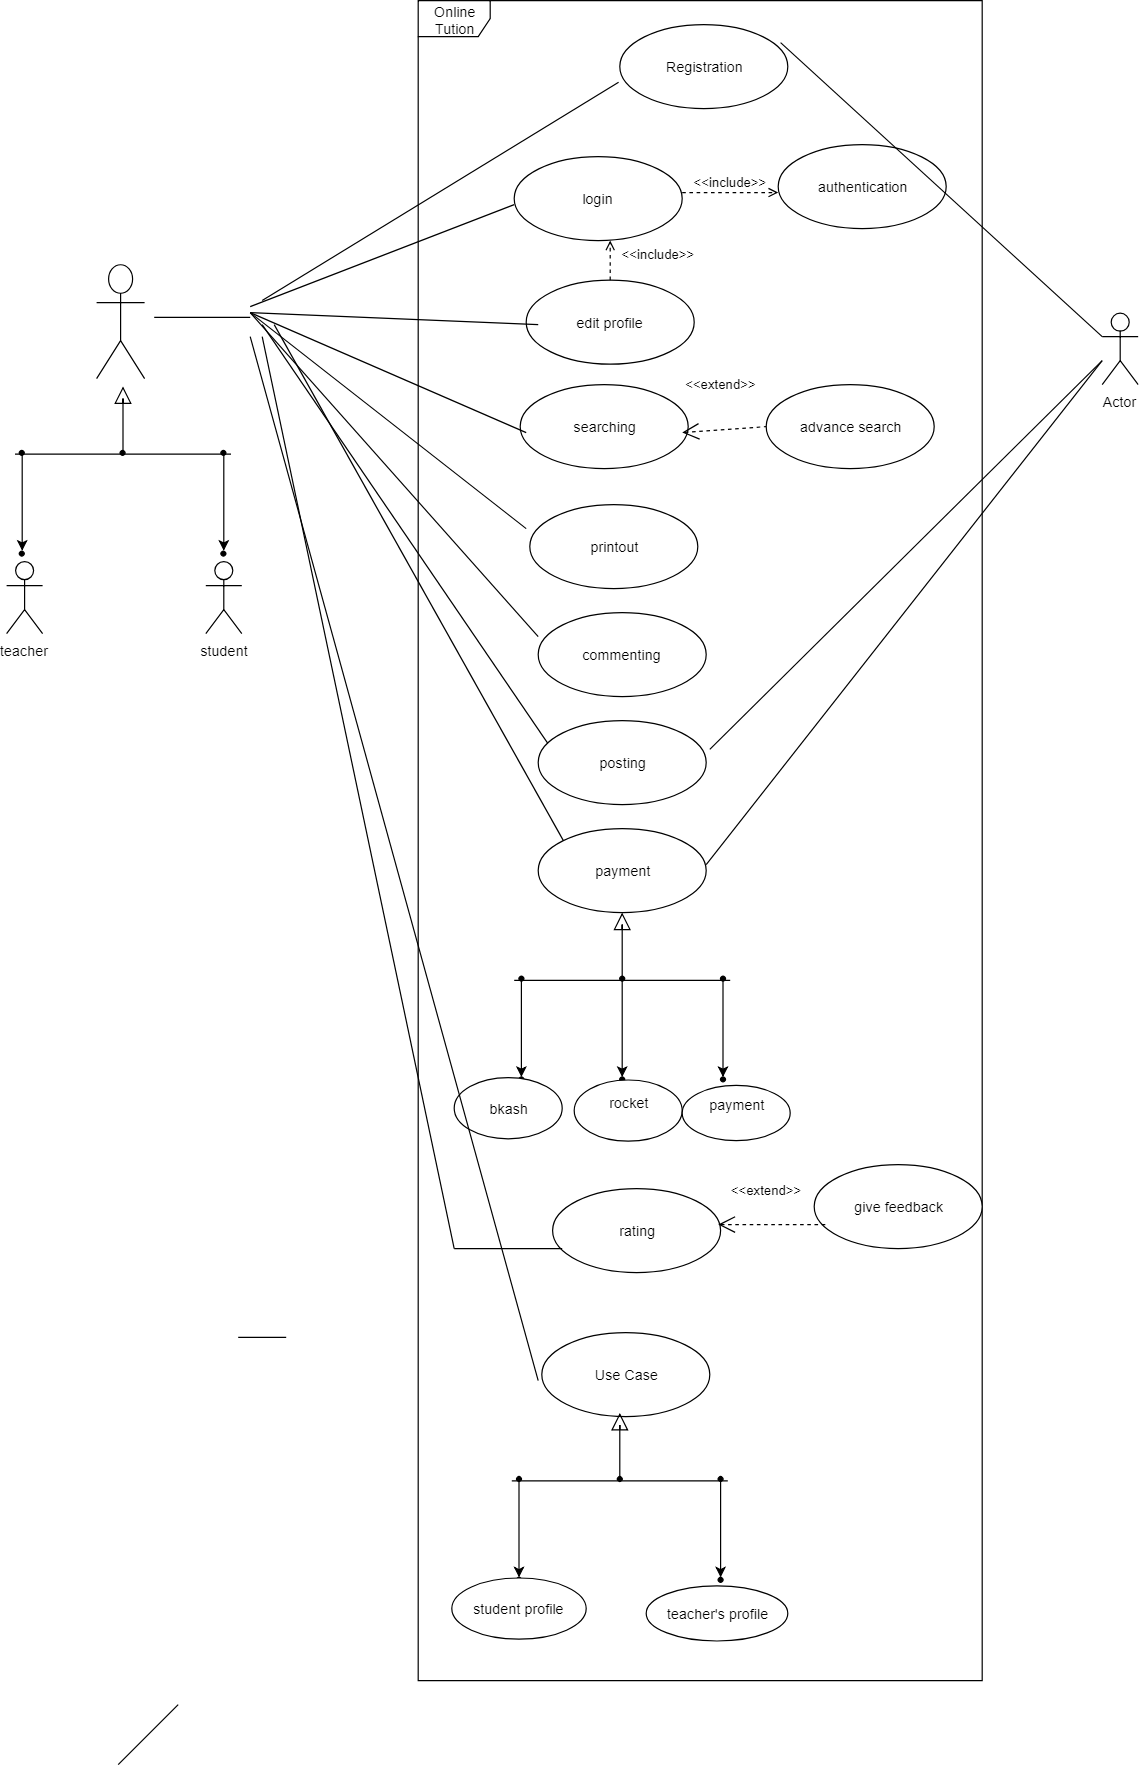 Online
Tution
Registration
login
<<include>>
authentication
<<include>>
edit profile
<<extend>>
searching
advance search
Actor
printout
teacher
student
commenting
posting
payment
bkash
rocket
payment
<<extend>>
give feedback
rating
Use Case
student profile
teacher's profile